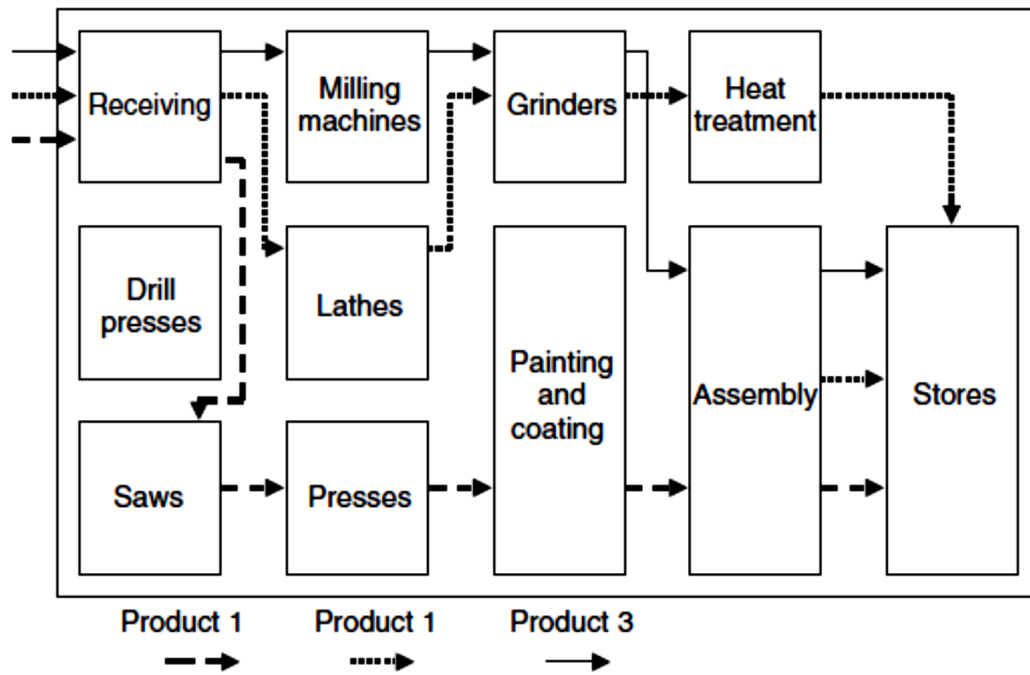 Receiving
Milling
machines
Grinders
Heat
treatment
Drill
presses
Lathes
Painting
and
coating
Assembly
Stores
Saws
Presses
Product 1
Product 1
Product 3